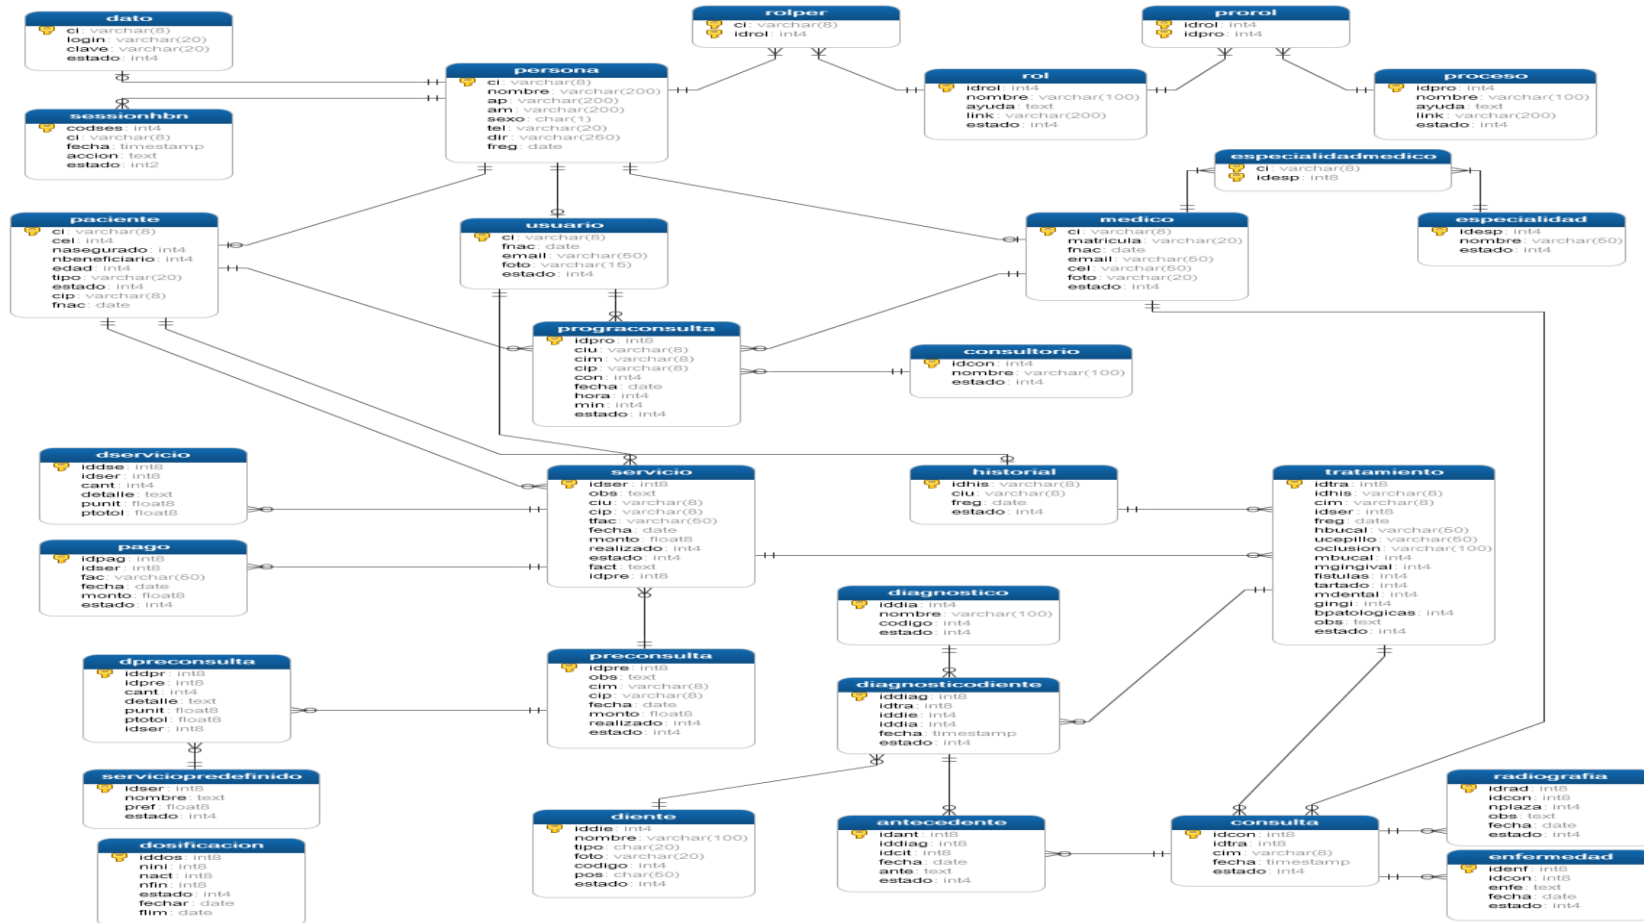 dato
ci: varchar(8)
login: varchar(20)
clave: varchar(20)
estado: int4
rolper
ci: varchar(8)
idrol: int4
prorol
idrol: int4
idpro: int4
persona
ci: varchar(8)
nombre: varchar(200)
ap: varchar(200)
am: varchar(200)
sexo: char(1)
tel: varchar(20)
dir: varchar(250)
freg: date
rol
idrol: int4
nombre: varchar(100)
ayuda: text
link: varchar(200)
estado: int4
proceso
idpro: int4
nombre: varchar(100)
ayuda: text
link: varchar(200)
estado: int4
sessionhbn
codses: int4
ci: varchar(8)
fecha: timestamp
accion: text
estado: int2
especialidadmedico
ci: varchar(8)
idesp: int8
paciente
ci: varchar(8)
cel: int4
nasegurado: int4
nbeneficiario: int4
edad: int4
tipo: varchar(20)
estado: int4
cip: varchar(8)
fnac: date
usuario
ci: varchar(8)
fnac: date
email: varchar(50)
foto: varchar(15)
estado: int4
medico
ci: varchar(8)
matricula: varchar(20)
fnac: date
email: varchar(50)
cel: varchar(50)
foto: varchar(20)
estado: int4
especialidad
idesp: int4
nombre: varchar(50)
estado: int4
prograconsulta
idpro: int8
ciu: varchar(8)
cim: varchar(8)
cip: varchar(8)
con: int4
fecha: date
hora: int4
min: int4
estado: int4
consultorio
idcon: int4
nombre: varchar(100)
estado: int4
dservicio
iddse: int8
idser: int8
cant: int4
detalle: text
punit: float8
ptotol: float8
servicio
idser: int8
obs: text
ciu: varchar(8)
cip: varchar(8)
tfac: varchar(50)
fecha: date
monto: float8
realizado: int4
estado: int4
fact: text
idpre: int8
historial
idhis: varchar(8)
ciu: varchar(8)
freg: date
estado: int4
tratamiento
idtra: int8
idhis: varchar(8)
cim: varchar(8)
idser: int8
freg: date
hbucal: varchar(50)
ucepillo: varchar(50)
oclusion: varchar(100)
mbucal: int4
mgingival: int4
fistulas: int4
tartado: int4
mdental: int4
gingi: int4
bpatologicas: int4
obs: text
estado: int4
pago
idpag: int8
idser: int8
fac: varchar(50)
fecha: date
monto: float8
estado: int4
diagnostico
iddia: int4
nombre: varchar(100)
codigo: int4
estado: int4
dpreconsulta
iddpr: int8
idpre: int8
cant: int4
detalle: text
punit: float8
ptotol: float8
idser: int8
preconsulta
idpre: int8
obs: text
cim: varchar(8)
cip: varchar(8)
fecha: date
monto: float8
realizado: int4
estado: int4
diagnosticodiente
iddiag: int8
idtra: int8
iddie: int4
iddia: int4
fecha: timestamp
estado: int4
serviciopredefinido
idser: int8
nombre: text
pref: float8
estado: int4
diente
iddie: int4
nombre: varchar(100)
tipo: char(20)
foto: varchar(20)
codigo: int4
pos: char(50)
estado: int4
antecedente
idant: int8
iddiag: int8
idcit: int8
fecha: date
ante: text
estado: int4
consulta
idcon: int8
idtra: int8
cim: varchar(8)
fecha: timestamp
estado: int4
radiografia
idrad: int8
idcon: int8
nplaza: int4
obs: text
fecha: date
estado: int4
dosificacion
iddos: int8
nini: int8
nact: int8
nfin: int8
estado: int4
fechar: date
flim: date
enfermedad
idenf: int8
idcon: int8
enfe: text
fecha: date
estado: int4